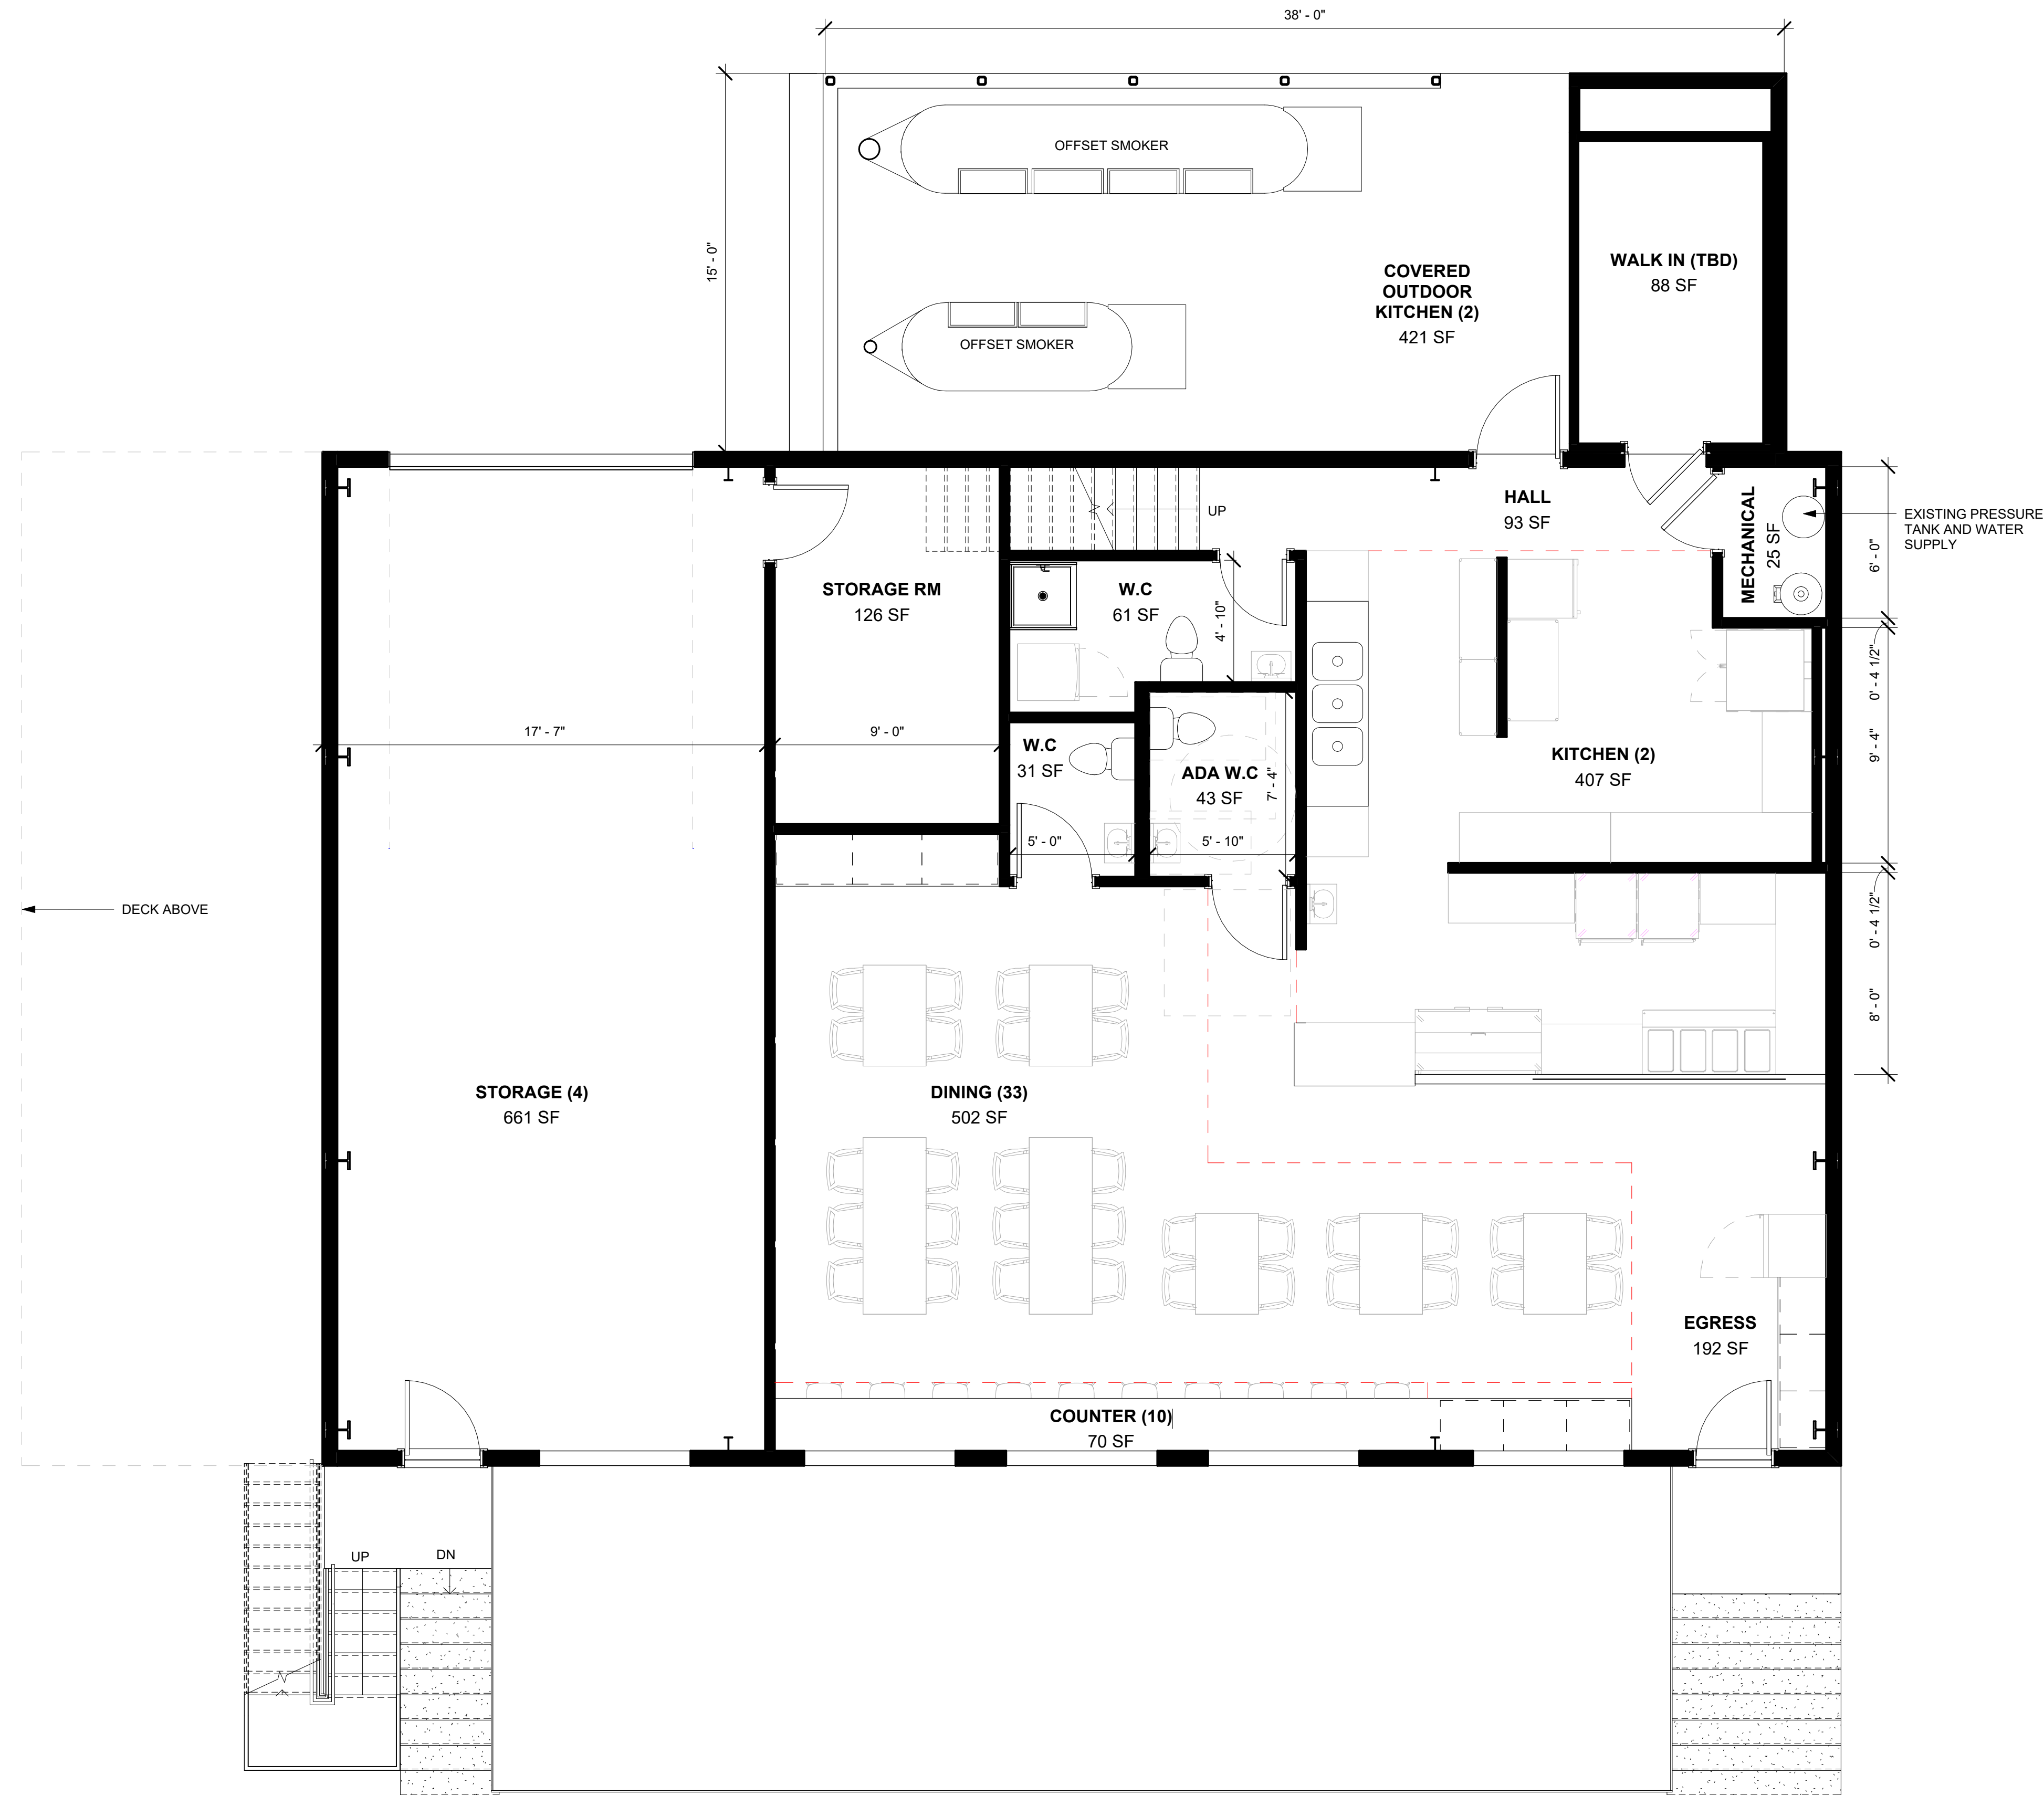 38' - 0"
15' - 0"
OFFSET SMOKER
OFFSET SMOKER
COVERED
OUTDOOR
KITCHEN (2)
421 SF
WALK IN (TBD)
88 SF
HALL
93 SF
UP
MECHANICAL
25 SF
EXISTING PRESSURE
TANK AND WATER
SUPPLY
6' - 0"
STORAGE RM
126 SF
W.C
61 SF
4' - 10"
0' - 4 1/2"
9' - 4"
17' - 7"
9' - 0"
W.C
31 SF
ADA W.C
43 SF
7' - 4"
KITCHEN (2)
407 SF
5' - 0"
5' - 10"
DECK ABOVE
0' - 4 1/2"
8' - 0"
STORAGE (4)
661 SF
DINING (33)
502 SF
EGRESS
192 SF
COUNTER (10)
70 SF
UP
DN